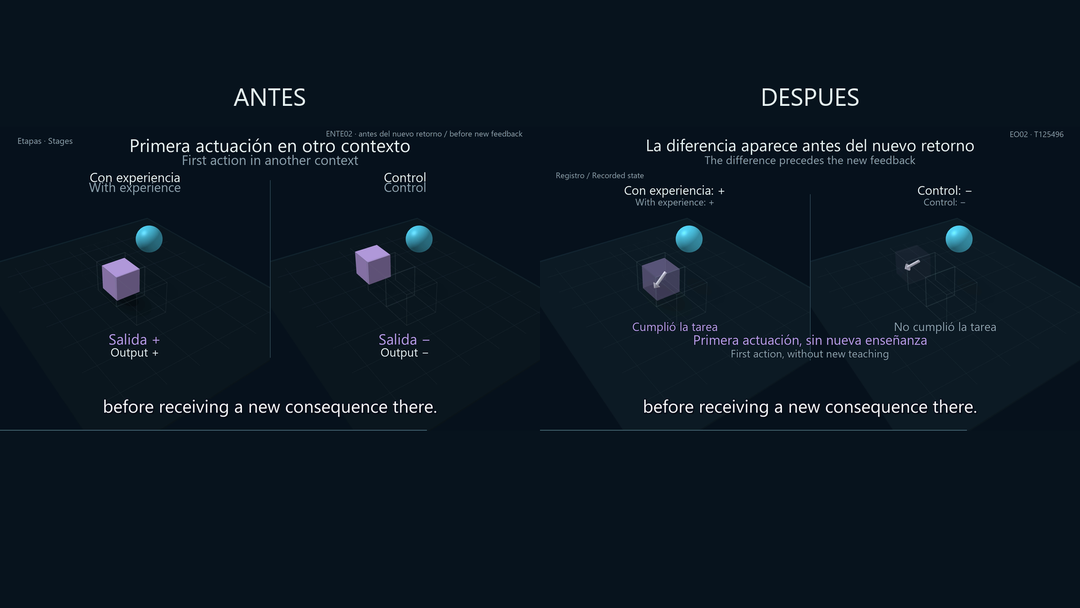 ANTES
Etapas · Stages
ENTE02 · antes del nuevo retorno / before new feedback
Primera actuación en otro contexto
First action in another context
Con experiencia
With experience
Control
Control
Salida +
Output +
Salida −
Output −
before receiving a new consequence there.
DESPUES
EO02 · T125496
La diferencia aparece antes del nuevo retorno
The difference precedes the new feedback
Registro / Recorded state
Con experiencia: +
With experience: +
Control: −
Control: −
Cumplió la tarea
No cumplió la tarea
Primera actuación, sin nueva enseñanza
First action, without new teaching
before receiving a new consequence there.